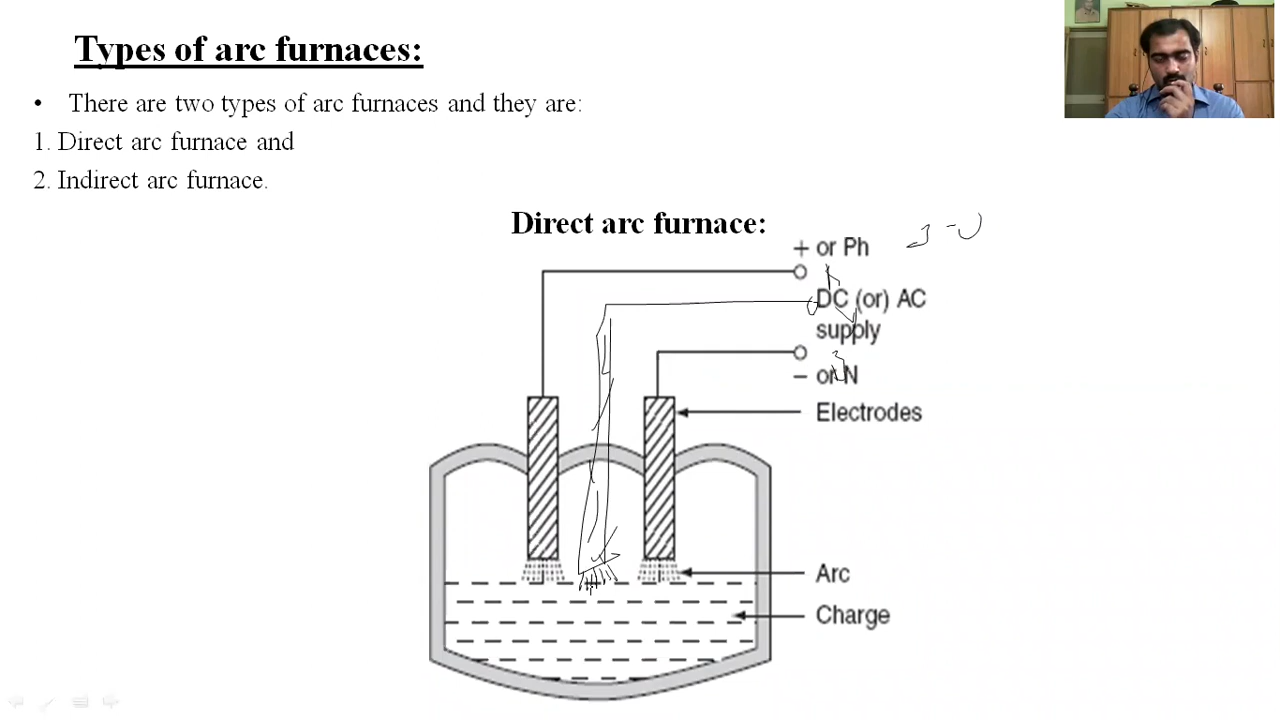 Types of arc furnaces:
• There are two types of arc furnaces and they are:
1. Direct arc furnace and
2. Indirect arc furnace.
Direct arc furnace:
+ or Ph
DC (or) AC
supply
– or N
Electrodes
Arc
Charge